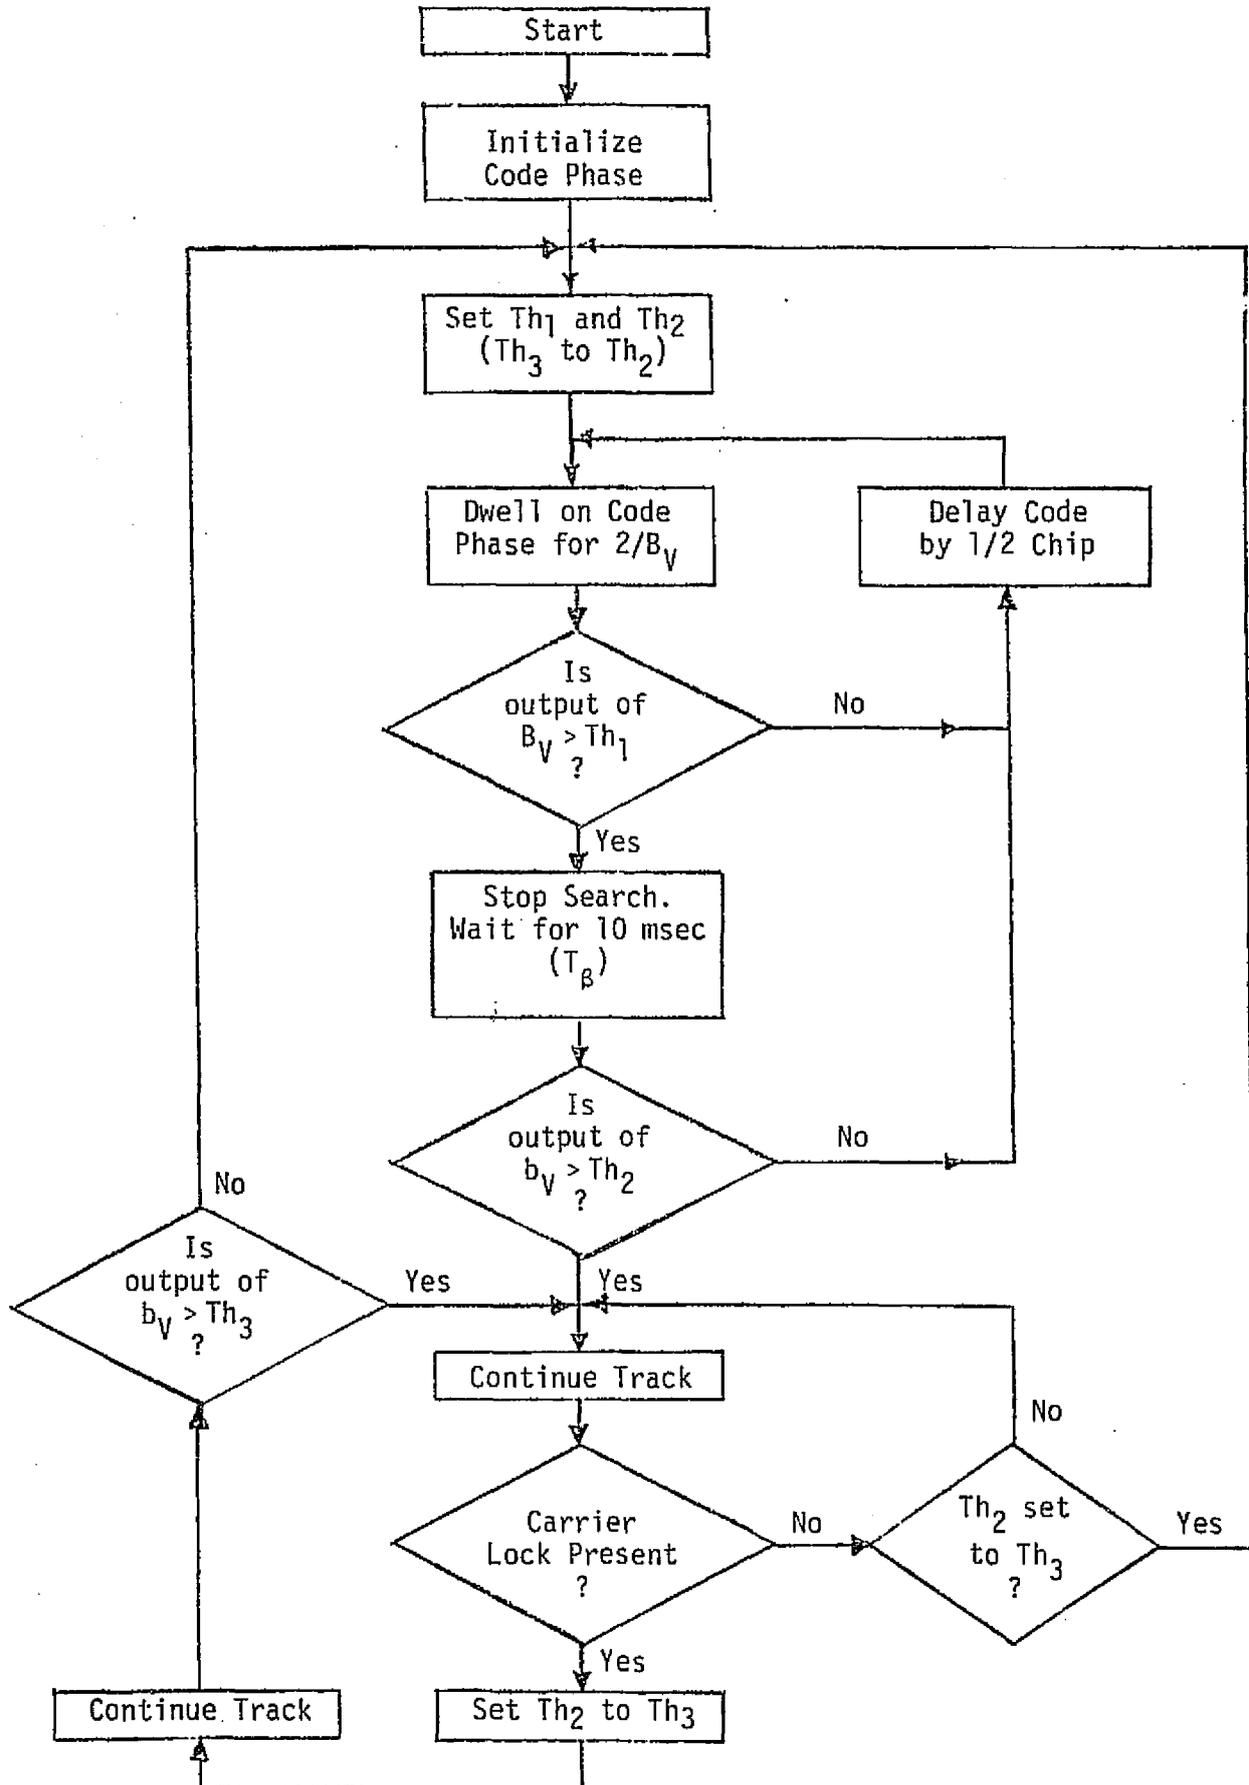 Start
Initialize
Code Phase
Set Th1 and Th2
(Th3 to Th2)
Dwell on Code
Phase for 2/BV
Delay Code
by 1/2 Chip
Is
output of
BV > Th1
?
No
Yes
Stop Search.
Wait for 10 msec
(Tβ)
Is
output of
bV > Th2
?
No
Yes
No
Is
output of
bV > Th3
?
Yes
Continue Track
Carrier
Lock Present
?
No
Th2 set
to Th3
?
No
Yes
Yes
Set Th2 to Th3
Continue Track